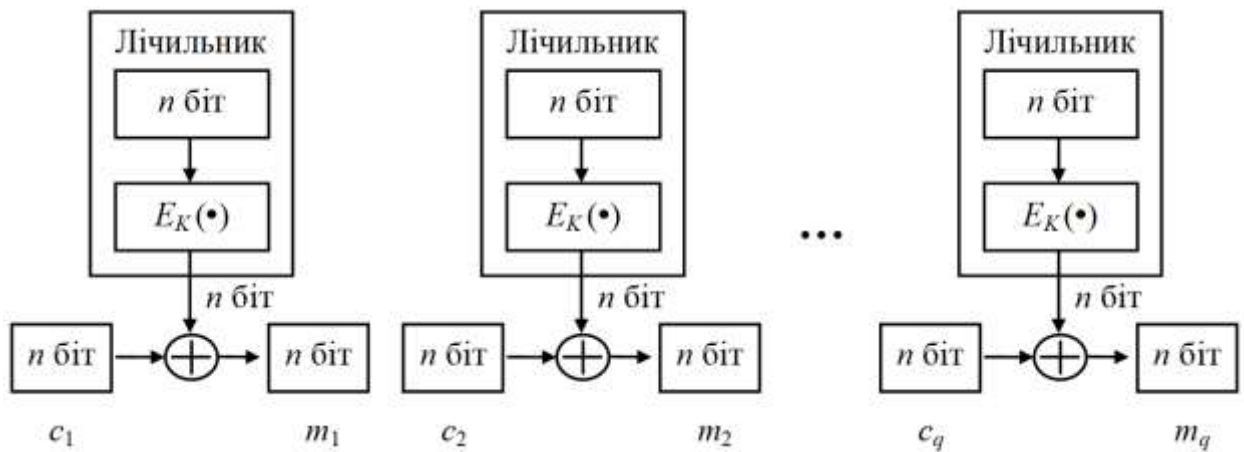 Лічильник Лічильник Лічильник
n біт n біт n біт
E_K(•) E_K(•) ... E_K(•)
n біт n біт n біт
n біт n біт n біт n біт n біт n біт
c_1 m_1 c_2 m_2 c_q m_q